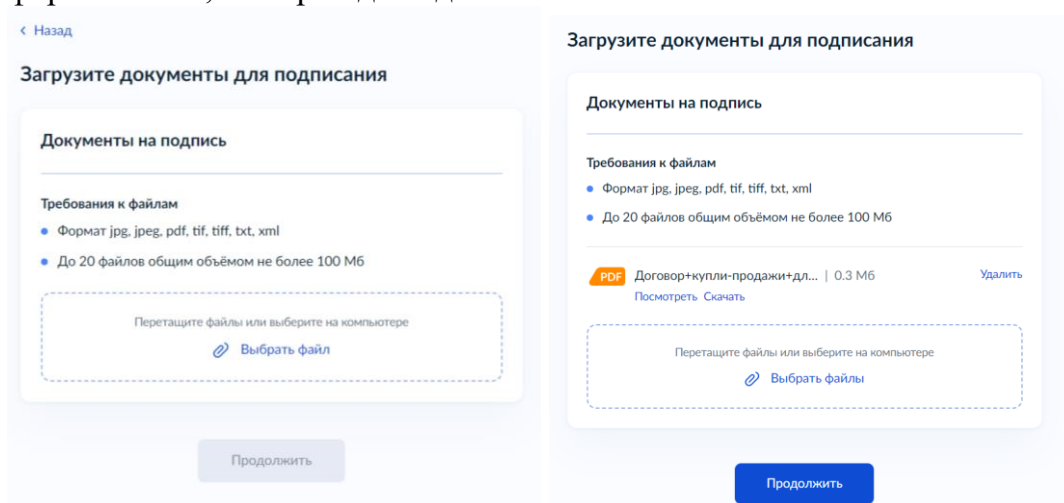 ‹ Назад
Загрузите документы для подписания
Документы на подпись
Требования к файлам
Формат jpg, jpeg, pdf, tif, tiff, txt, xml
До 20 файлов общим объёмом не более 100 Мб
Перетащите файлы или выберите на компьютере
Выбрать файл
Продолжить
Загрузите документы для подписания
Документы на подпись
Требования к файлам
Формат jpg, jpeg, pdf, tif, tiff, txt, xml
До 20 файлов общим объёмом не более 100 Мб
PDF Договор+купли-продажи+дл... | 0.3 Мб Удалить
Посмотреть Скачать
Перетащите файлы или выберите на компьютере
Выбрать файлы
Продолжить